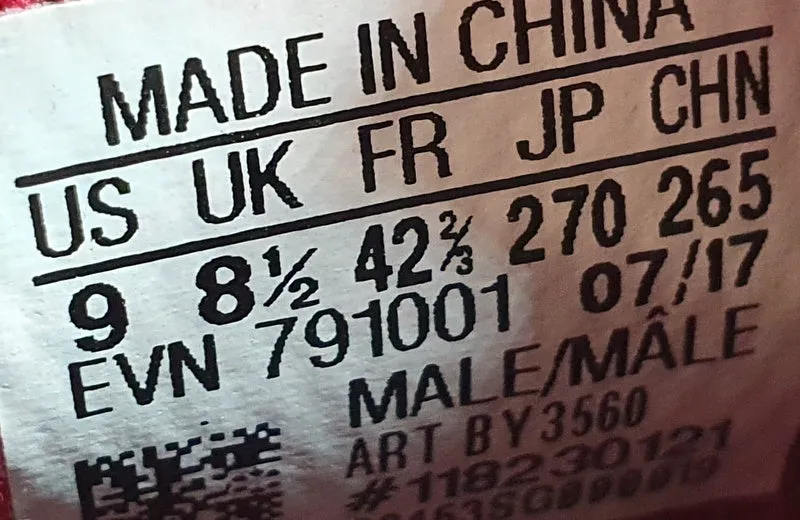 MADE IN CHINA
US UK FR JP CHN
9 8½ 42⅔ 270 265
EVN 791001 07/17
MALE/MÂLE
ART BY3560
#118230121